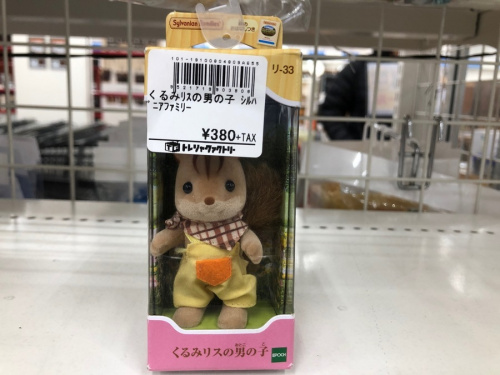 Sylvanian Families
リ-33
くるみリスの男の子 シルバ
ニアファミリー
¥380+TAX
トレジャーファクトリー
くるみリスの男の子
EPOCH